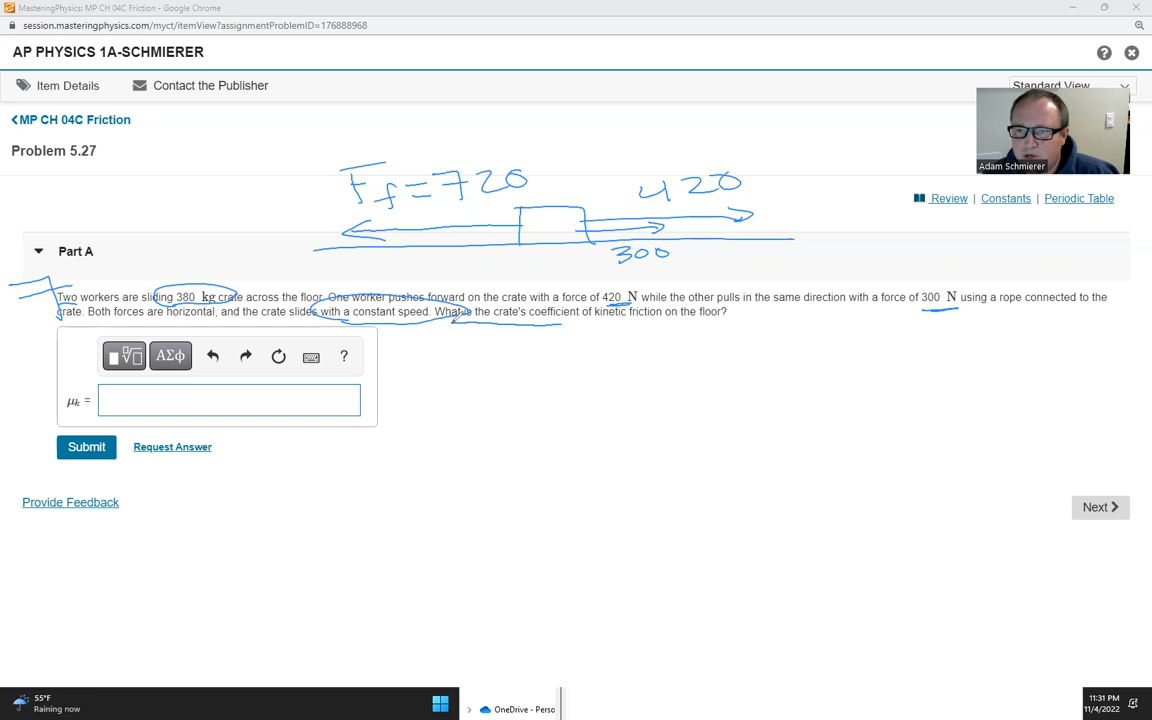 MasteringPhysics: MP CH 04C Friction - Google Chrome
session.masteringphysics.com/myct/itemView?assignmentProblemID=176888968
AP PHYSICS 1A-SCHMIERER
Item Details Contact the Publisher Standard View
MP CH 04C Friction
Problem 5.27
Adam Schmierer
Ff = 720 420
Review | Constants | Periodic Table
Part A
300
Two workers are sliding 380 kg crate across the floor. One worker pushes forward on the crate with a force of 420 N while the other pulls in the same direction with a force of 300 N using a rope connected to the
crate. Both forces are horizontal, and the crate slides with a constant speed. What is the crate's coefficient of kinetic friction on the floor?
ΑΣφ ?
μk =
Submit Request Answer
Provide Feedback
Next
55°F
Raining now
OneDrive - Perso
11:31 PM
11/4/2022